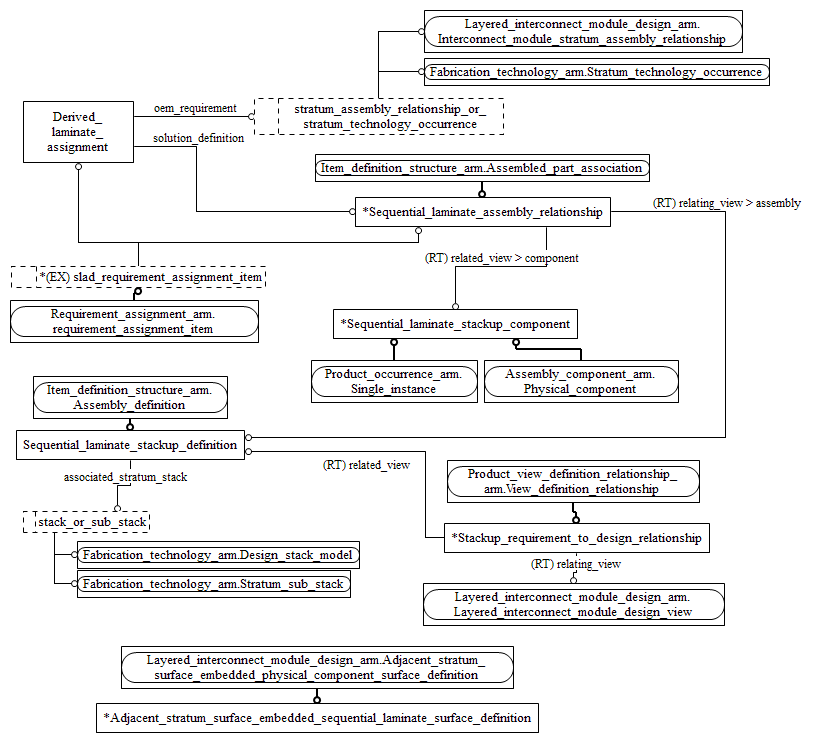 Layered_interconnect_module_design_arm.
Interconnect_module_stratum_assembly_relationship
Fabrication_technology_arm.Stratum_technology_occurrence
oem_requirement
stratum_assembly_relationship_or_
stratum_technology_occurrence
Derived_
laminate_
assignment
solution_definition
Item_definition_structure_arm.Assembled_part_association
*Sequential_laminate_assembly_relationship
(RT) relating_view > assembly
(RT) related_view > component
*(EX) slad_requirement_assignment_item
Requirement_assignment_arm.
requirement_assignment_item
*Sequential_laminate_stackup_component
Product_occurrence_arm.
Single_instance
Assembly_component_arm.
Physical_component
Item_definition_structure_arm.
Assembly_definition
Sequential_laminate_stackup_definition
(RT) related_view
associated_stratum_stack
Product_view_definition_relationship_
arm.View_definition_relationship
stack_or_sub_stack
*Stackup_requirement_to_design_relationship
Fabrication_technology_arm.Design_stack_model
(RT) relating_view
Fabrication_technology_arm.Stratum_sub_stack
Layered_interconnect_module_design_arm.
Layered_interconnect_module_design_view
Layered_interconnect_module_design_arm.Adjacent_stratum_
surface_embedded_physical_component_surface_definition
*Adjacent_stratum_surface_embedded_sequential_laminate_surface_definition